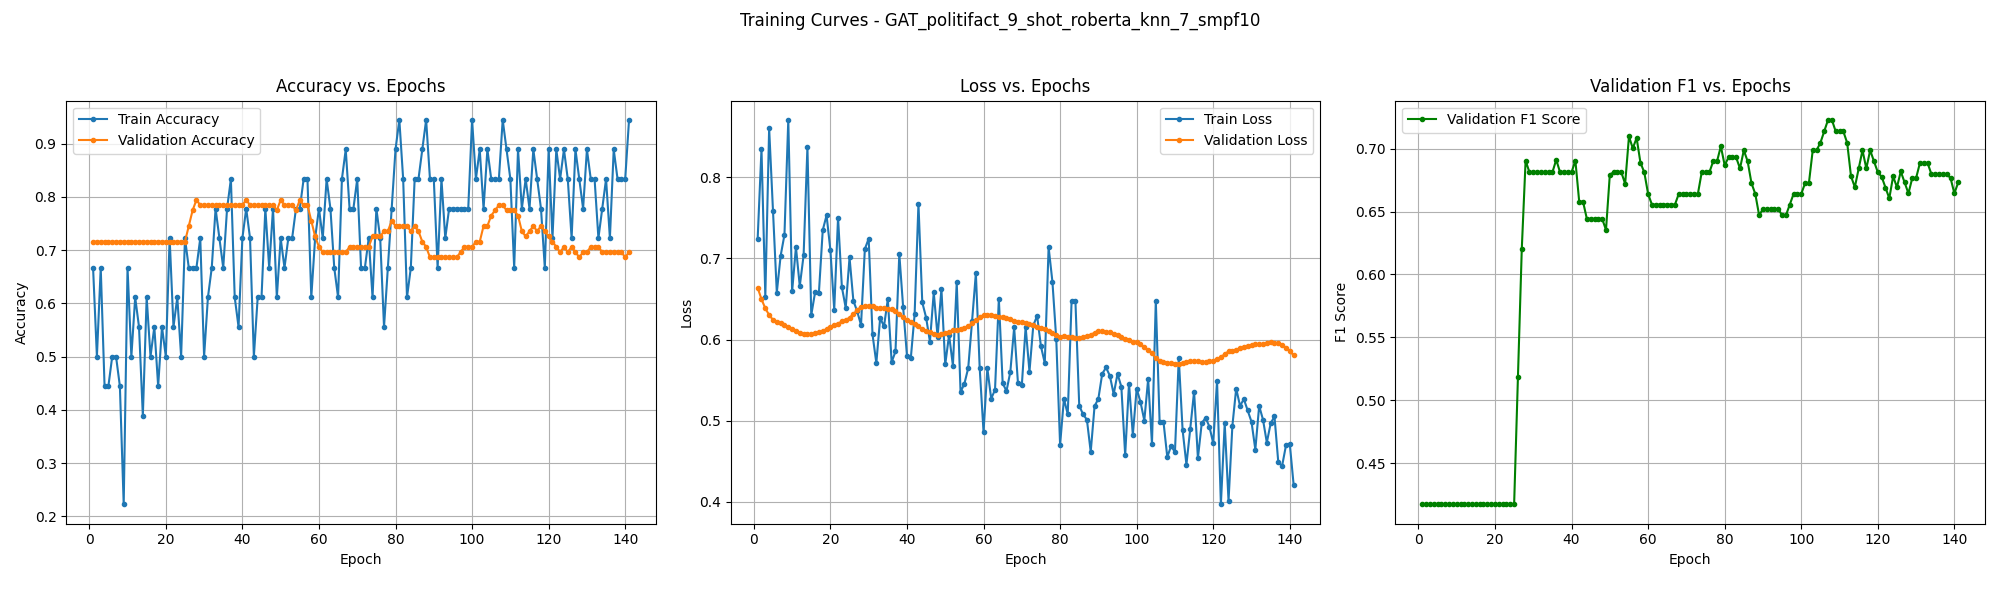 Training Curves - GAT_politifact_9_shot_roberta_knn_7_smpf10
Accuracy vs. Epochs
Train Accuracy
Validation Accuracy
Accuracy
0.9
0.8
0.7
0.6
0.5
0.4
0.3
0.2
0 20 40 60 80 100 120 140
Epoch
Loss vs. Epochs
Train Loss
Validation Loss
Loss
0.8
0.7
0.6
0.5
0.4
0 20 40 60 80 100 120 140
Epoch
Validation F1 vs. Epochs
Validation F1 Score
F1 Score
0.70
0.65
0.60
0.55
0.50
0.45
0 20 40 60 80 100 120 140
Epoch